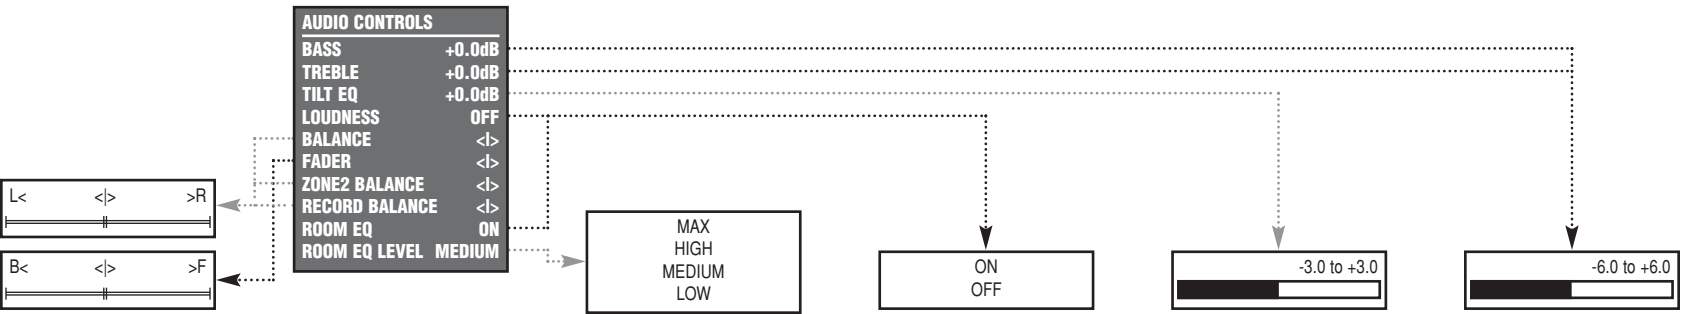 AUDIO CONTROLS
BASS +0.0dB
TREBLE +0.0dB
TILT EQ +0.0dB
LOUDNESS OFF
BALANCE <I>
FADER <I>
ZONE2 BALANCE <I>
RECORD BALANCE <I>
ROOM EQ ON
ROOM EQ LEVEL MEDIUM
L< <|> >R
B< <|> >F
MAX
HIGH
MEDIUM
LOW
ON
OFF
-3.0 to +3.0
-6.0 to +6.0